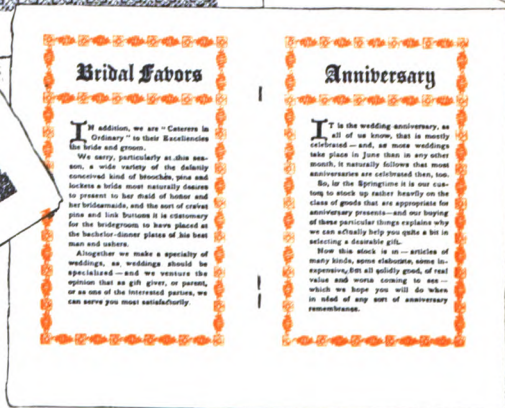 Bridal Favors
IN addition, we are "Caterers in
Ordinary" to their Excellencies
the bride and groom.
We carry, particularly at this sea-
son, a wide variety of the daintily
conceived kind of brooches, pins and
lockets a bride most naturally desires
to present to her maid of honor and
her bridesmaids, and the sort of cravat
pins and link buttons it is customary
for the bridegroom to have placed at
the bachelor-dinner plates of his best
man and ushers.
Altogether we make a specialty of
weddings, as, weddings should be
specialized — and we venture the
opinion that as gift giver, or parent,
or as one of the interested parties, we
can serve you most satisfactorily.
Anniversary
IT is the wedding anniversary, as
all of us know, that is mostly
celebrated — and, as more weddings
take place in June than in any other
month, it naturally follows that most
anniversaries are celebrated then, too.
So, for the Springtime it is our cus-
tom to stock up rather heavily on the
class of goods that are appropriate for
anniversary presents—and our buying
of these particular things explains why
we can actually help you quite a bit in
selecting a desirable gift.
Now this stock is in — articles of
many kinds, some elaborate, some in-
expensive, but all solidly good, of real
value and worth coming to see —
which we hope you will do when
in need of any sort of anniversary
remembrance.